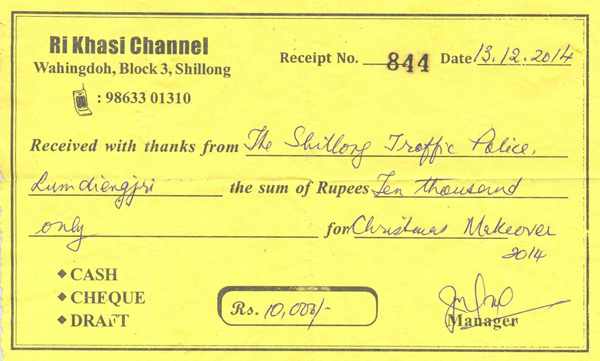 Ri Khasi Channel
Wahingdoh, Block 3, Shillong
: 98633 01310
Receipt No. 844 Date 13.12.2014
Received with thanks from The Shillong Traffic Police,
Lumdiengjri the sum of Rupees Ten thousand
only for Christmas Makeover
2014
CASH
CHEQUE
DRAFT
Rs. 10,000/-
Manager